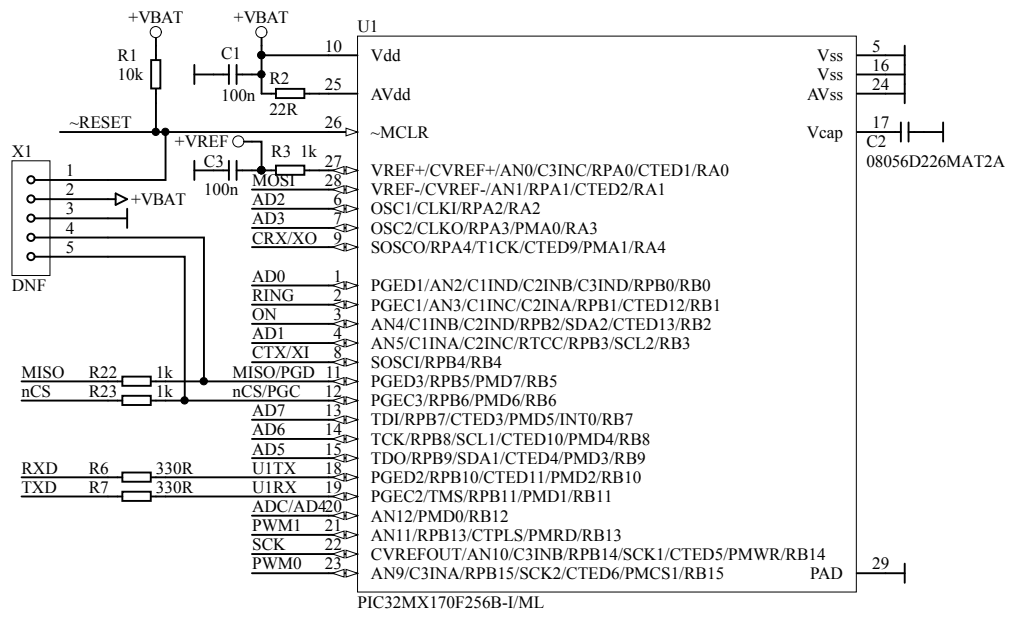 +VBAT
+VBAT
U1
R1
10k
C1
100n
R2
22R
10 Vdd
25 AVdd
Vss 5
Vss 16
AVss 24
~RESET
26 ~MCLR
Vcap 17
C2
08056D226MAT2A
+VREF
C3
100n
R3 1k
X1
1
2 +VBAT
3
4
5
DNF
27 VREF+/CVREF+/AN0/C3INC/RPA0/CTED1/RA0
MOSI 28 VREF-/CVREF-/AN1/RPA1/CTED2/RA1
AD2 6 OSC1/CLKI/RPA2/RA2
AD3 7 OSC2/CLKO/RPA3/PMA0/RA3
CRX/XO 9 SOSCO/RPA4/T1CK/CTED9/PMA1/RA4
AD0 1 PGED1/AN2/C1IND/C2INB/C3IND/RPB0/RB0
RING 2 PGEC1/AN3/C1INC/C2INA/RPB1/CTED12/RB1
ON 3 AN4/C1INB/C2IND/RPB2/SDA2/CTED13/RB2
AD1 4 AN5/C1INA/C2INC/RTCC/RPB3/SCL2/RB3
CTX/XI 8 SOSCI/RPB4/RB4
MISO R22 1k MISO/PGD 11 PGED3/RPB5/PMD7/RB5
nCS R23 1k nCS/PGC 12 PGEC3/RPB6/PMD6/RB6
AD7 13 TDI/RPB7/CTED3/PMD5/INT0/RB7
AD6 14 TCK/RPB8/SCL1/CTED10/PMD4/RB8
AD5 15 TDO/RPB9/SDA1/CTED4/PMD3/RB9
RXD R6 330R U1TX 18 PGED2/RPB10/CTED11/PMD2/RB10
TXD R7 330R U1RX 19 PGEC2/TMS/RPB11/PMD1/RB11
ADC/AD4 20 AN12/PMD0/RB12
PWM1 21 AN11/RPB13/CTPLS/PMRD/RB13
SCK 22 CVREFOUT/AN10/C3INB/RPB14/SCK1/CTED5/PMWR/RB14
PWM0 23 AN9/C3INA/RPB15/SCK2/CTED6/PMCS1/RB15
PAD 29
PIC32MX170F256B-I/ML